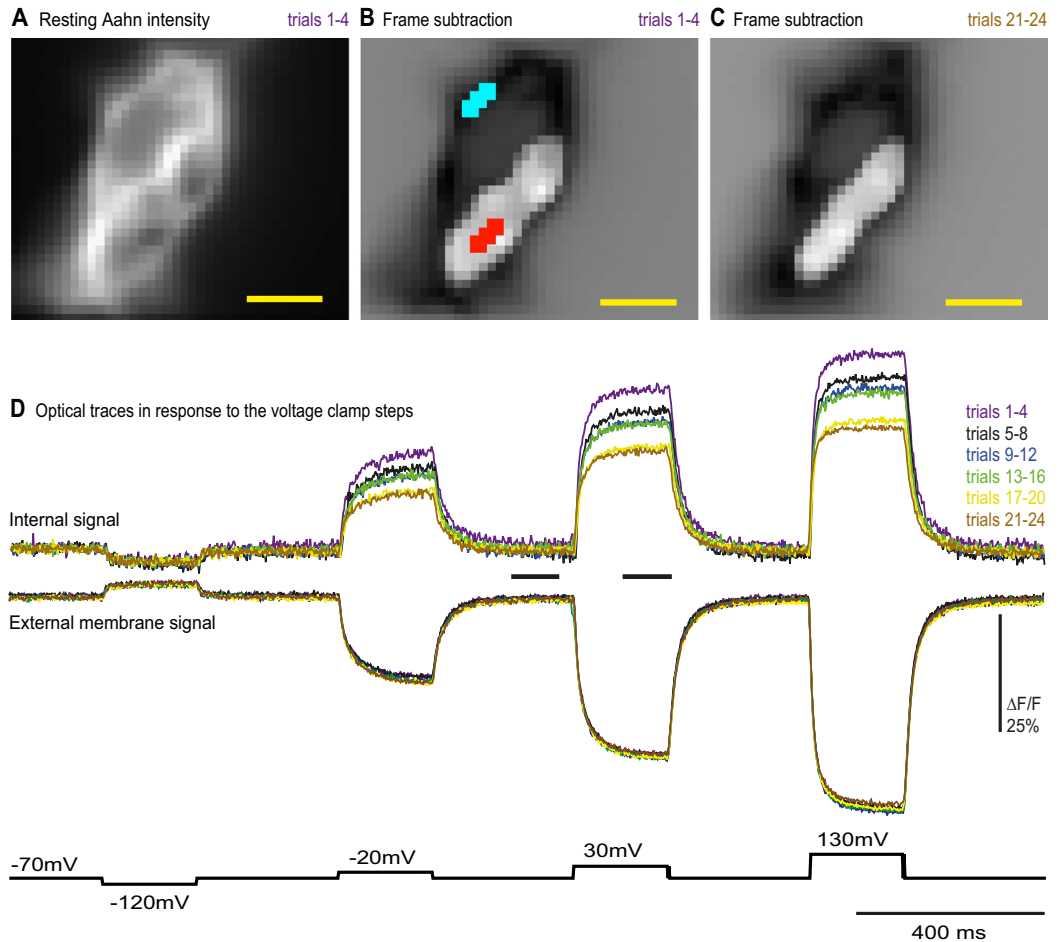 A Resting Aahn intensity trials 1-4
B Frame subtraction trials 1-4
C Frame subtraction trials 21-24
D Optical traces in response to the voltage clamp steps
trials 1-4
trials 5-8
trials 9-12
trials 13-16
trials 17-20
trials 21-24
Internal signal
External membrane signal
ΔF/F
25%
-70mV
-120mV
-20mV
30mV
130mV
400 ms